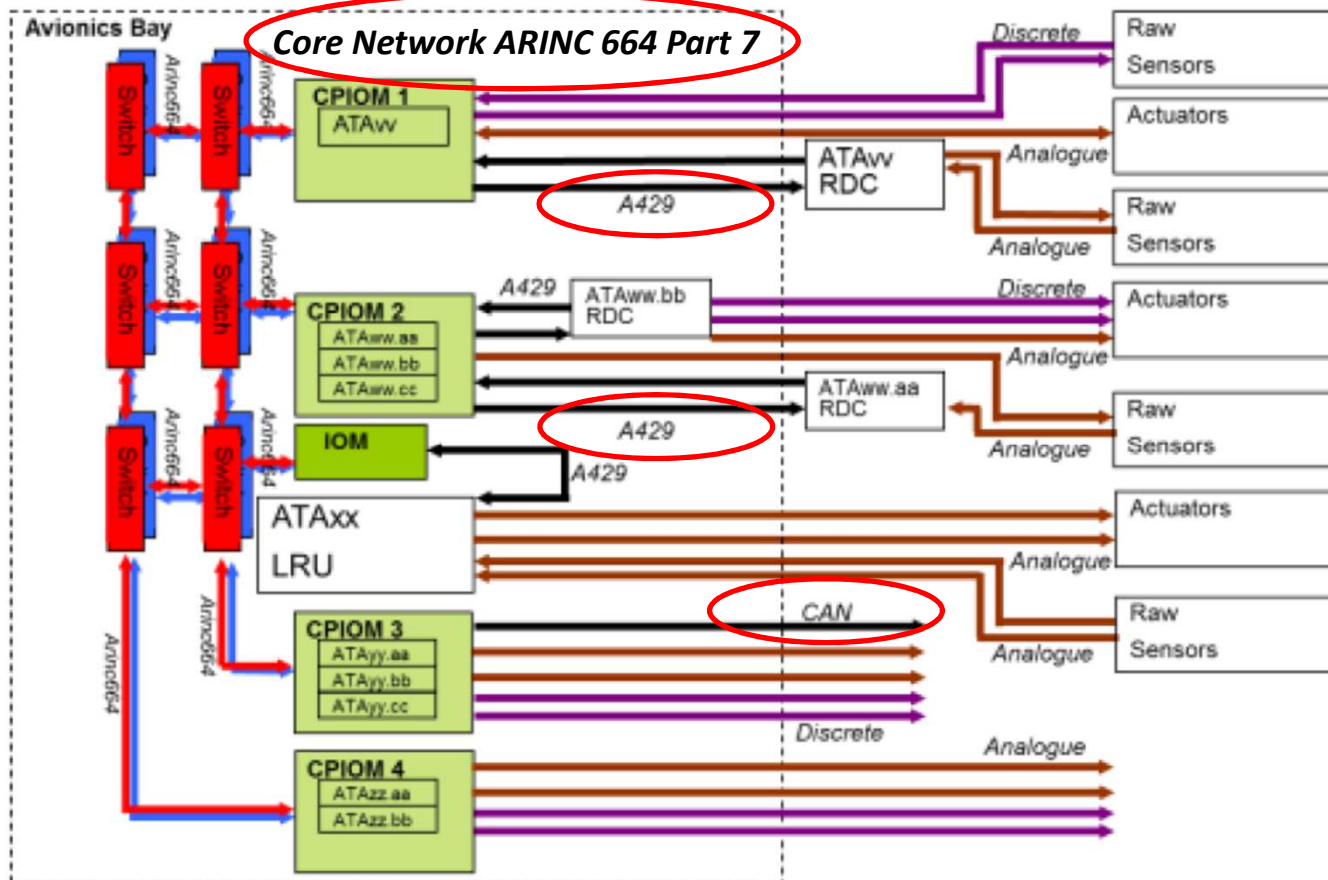 Avionics Bay
Core Network ARINC 664 Part 7
Discrete
Raw
Sensors
Arinc664
Arinc664
Switch
Switch
CPIOM 1
ATAvv
Actuators
Analogue
ATAvv
RDC
A429
Raw
Sensors
Analogue
Arinc664
Arinc664
Switch
Switch
CPIOM 2
ATAww.aa
ATAww.bb
ATAww.cc
A429
ATAww.bb
RDC
Discrete
Actuators
Analogue
ATAww.aa
RDC
A429
Raw
Sensors
Analogue
Arinc664
Arinc664
Switch
Switch
IOM
A429
ATAxx
LRU
Actuators
Analogue
CAN
Raw
Sensors
Analogue
Arinc664
Arinc664
CPIOM 3
ATAyy.aa
ATAyy.bb
ATAyy.cc
Discrete
Analogue
CPIOM 4
ATAzz.aa
ATAzz.bb